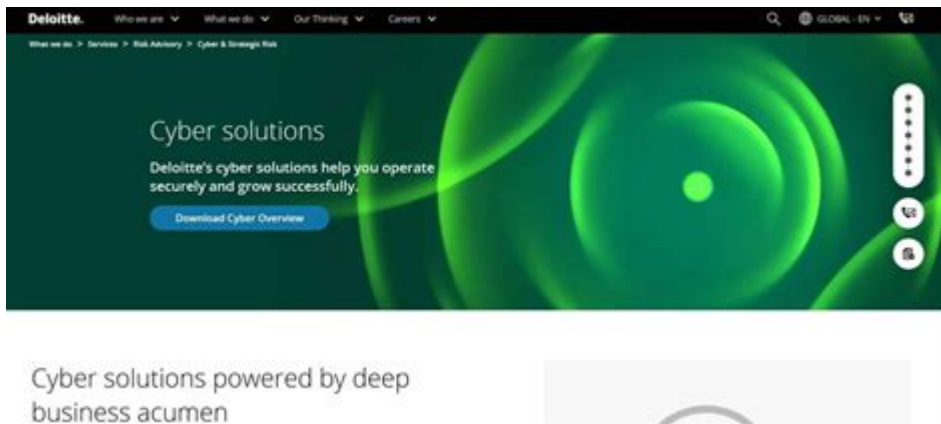 Deloitte. Who we are What we do Our Thinking Careers GLOBAL - EN
What we do > Services > Risk Advisory > Cyber & Strategic Risk
Cyber solutions
Deloitte's cyber solutions help you operate
securely and grow successfully.
Download Cyber Overview
Cyber solutions powered by deep
business acumen